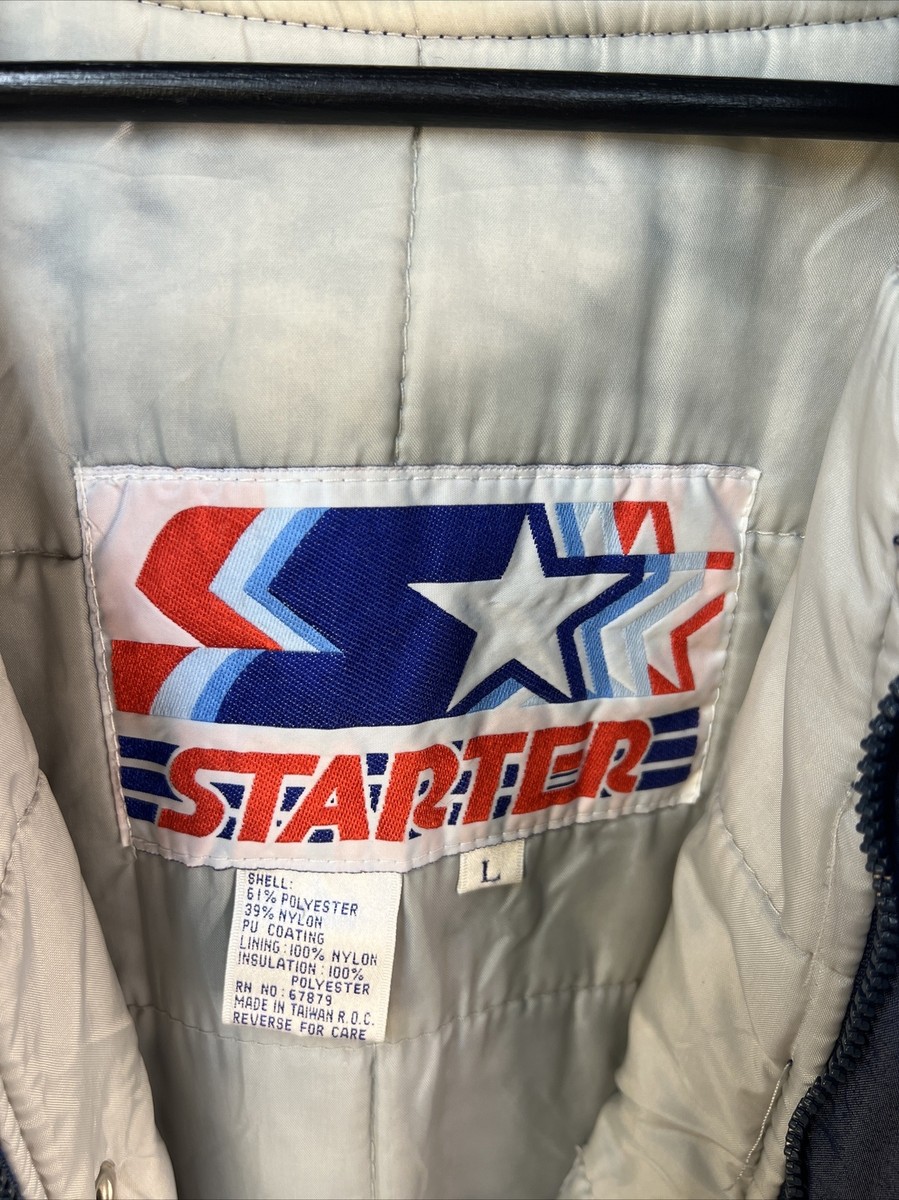 STARTER
L
SHELL:
61% POLYESTER
39% NYLON
PU COATING
LINING:100% NYLON
INSULATION:100%
POLYESTER
RN NO:67879
MADE IN TAIWAN R.O.C.
REVERSE FOR CARE